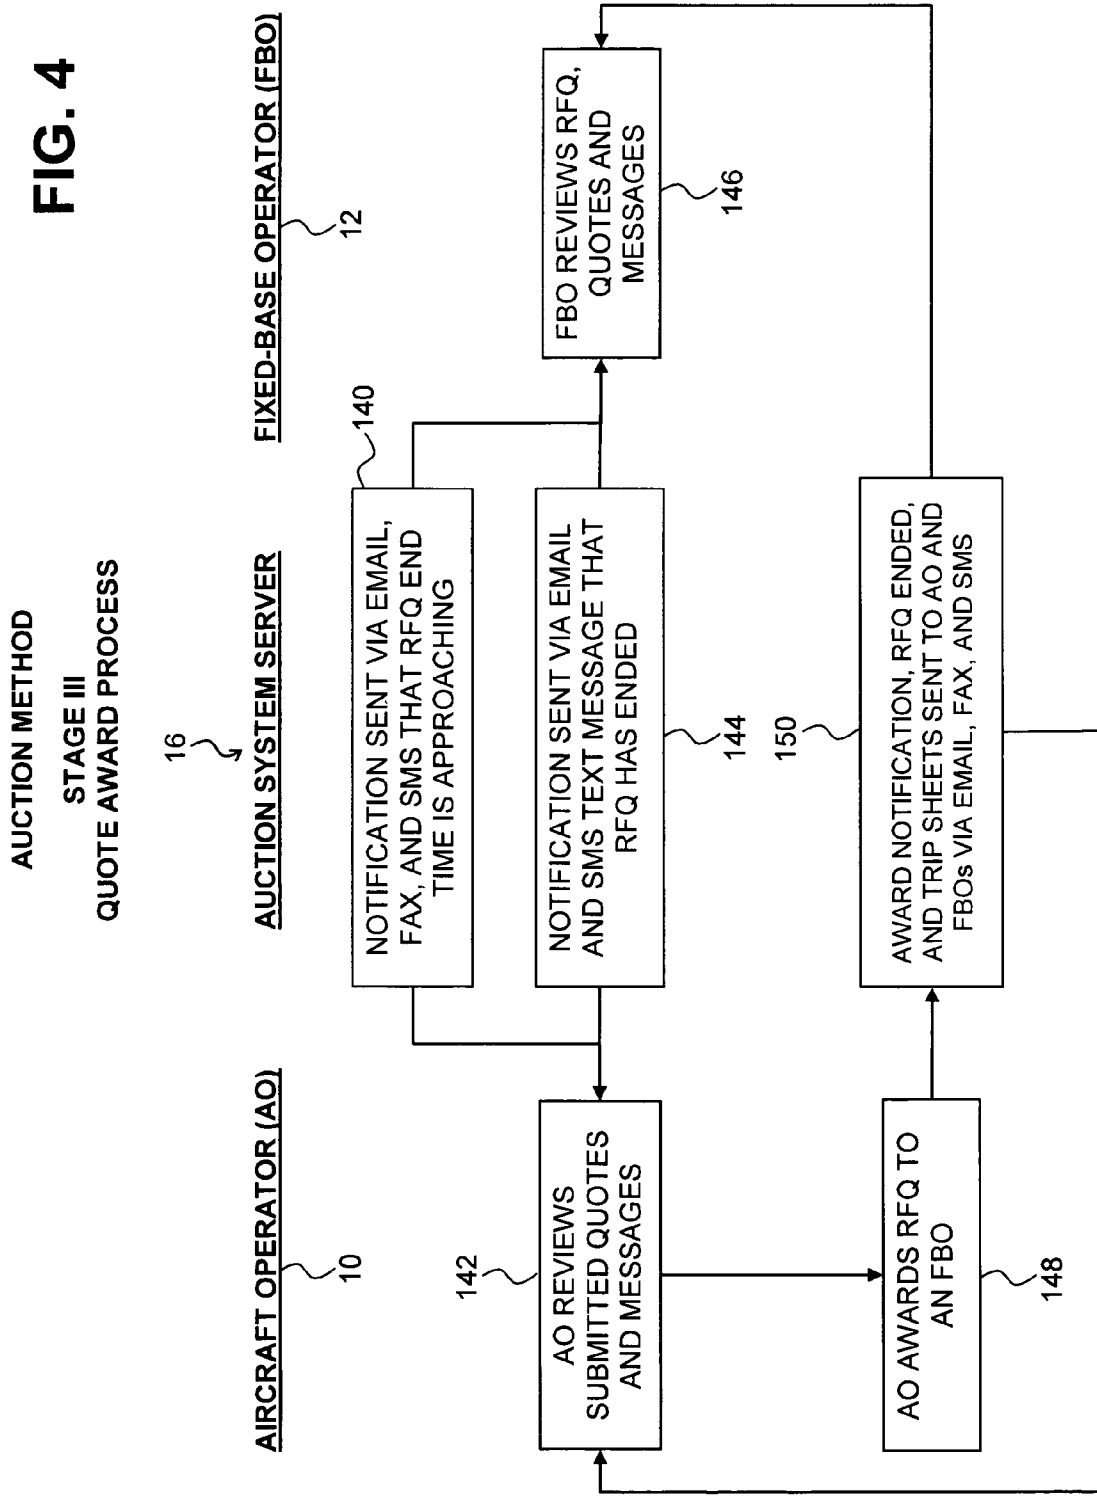 FIG. 4
AUCTION METHOD
STAGE III
QUOTE AWARD PROCESS
AIRCRAFT OPERATOR (AO)
10
16
AUCTION SYSTEM SERVER
FIXED-BASE OPERATOR (FBO)
12
NOTIFICATION SENT VIA EMAIL,
FAX, AND SMS THAT RFQ END
TIME IS APPROACHING
140
142
AO REVIEWS
SUBMITTED QUOTES
AND MESSAGES
NOTIFICATION SENT VIA EMAIL
AND SMS TEXT MESSAGE THAT
RFQ HAS ENDED
144
FBO REVIEWS RFQ,
QUOTES AND
MESSAGES
146
AO AWARDS RFQ TO
AN FBO
148
150
AWARD NOTIFICATION, RFQ ENDED,
AND TRIP SHEETS SENT TO AO AND
FBOs VIA EMAIL, FAX, AND SMS